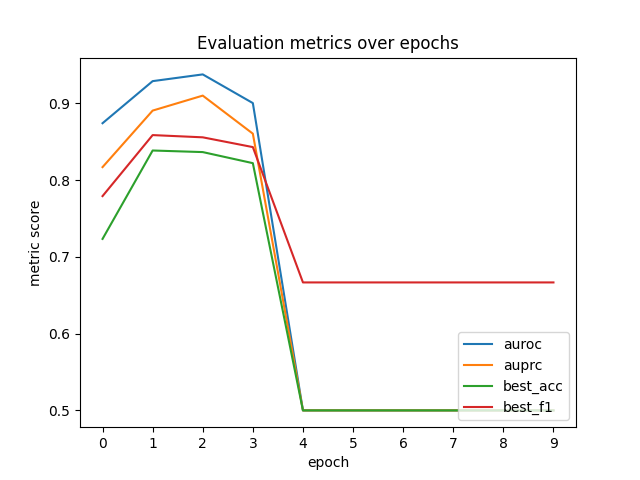 Evaluation metrics over epochs
metric score
0.9
0.8
0.7
0.6
0.5
auroc
auprc
best_acc
best_f1
0 1 2 3 4 5 6 7 8 9
epoch